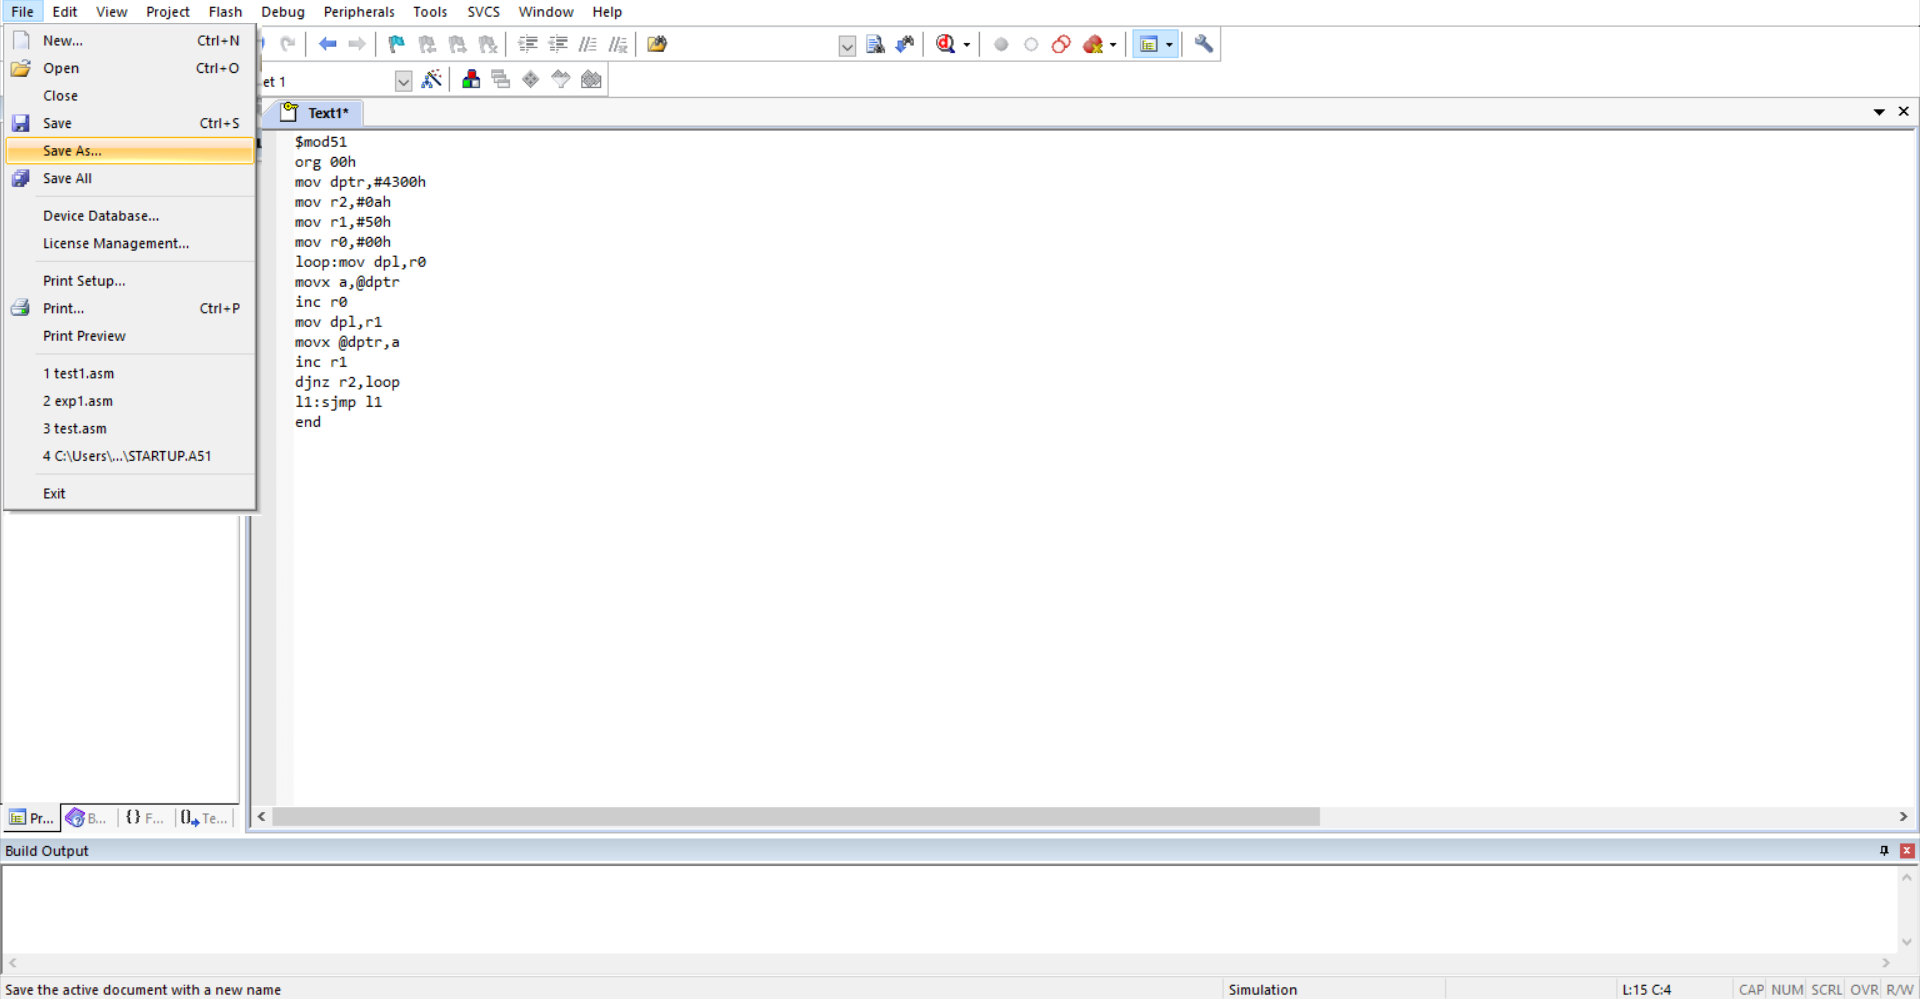 File Edit View Project Flash Debug Peripherals Tools SVCS Window Help
New... Ctrl+N
Open Ctrl+O
Close
Save Ctrl+S
Save As...
Save All
Device Database...
License Management...
Print Setup...
Print... Ctrl+P
Print Preview
1 test1.asm
2 exp1.asm
3 test.asm
4 C:\Users\...\STARTUP.A51
Exit
et 1
Text1*
$mod51
org 00h
mov dptr,#4300h
mov r2,#0ah
mov r1,#50h
mov r0,#00h
loop:mov dpl,r0
movx a,@dptr
inc r0
mov dpl,r1
movx @dptr,a
inc r1
djnz r2,loop
l1:sjmp l1
end
Pr... B... {} F... Te...
Build Output
Save the active document with a new name Simulation L:15 C:4 CAP NUM SCRL OVR R/W